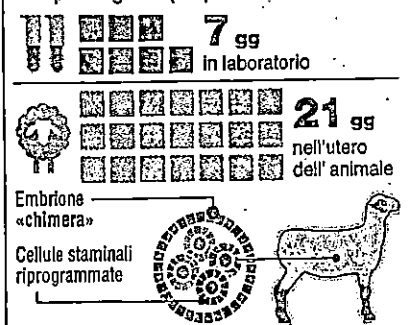 7 gg
in laboratorio
21 gg
nell'utero
dell' animale
Embrione
«chimera»
Cellule staminali
riprogrammate